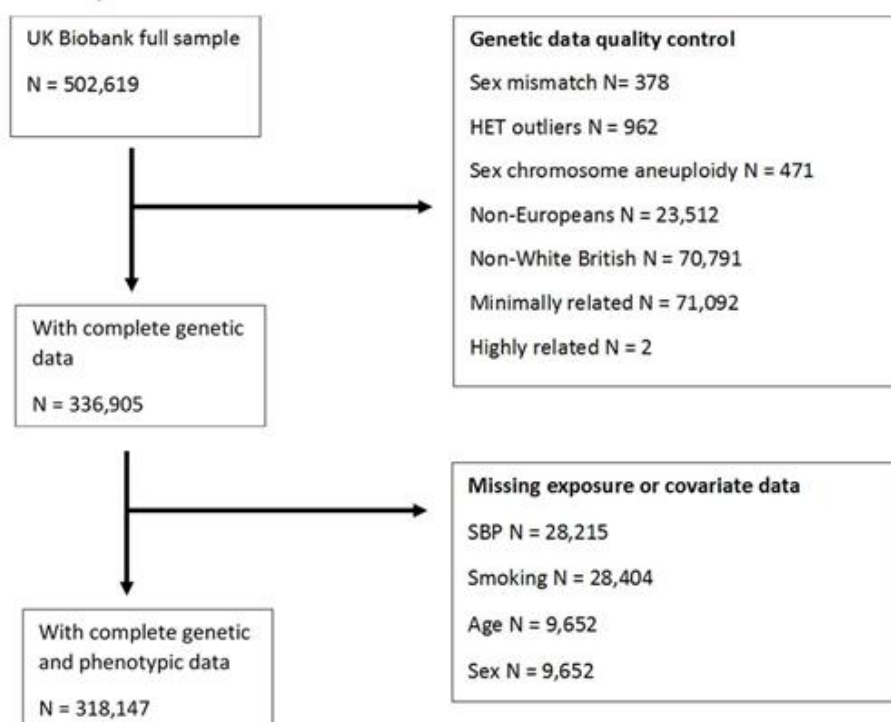 UK Biobank full sample
N = 502,619
Genetic data quality control
Sex mismatch N= 378
HET outliers N = 962
Sex chromosome aneuploidy N = 471
Non-Europeans N = 23,512
Non-White British N = 70,791
Minimally related N = 71,092
Highly related N = 2
With complete genetic
data
N = 336,905
Missing exposure or covariate data
SBP N = 28,215
Smoking N = 28,404
Age N = 9,652
Sex N = 9,652
With complete genetic
and phenotypic data
N = 318,147